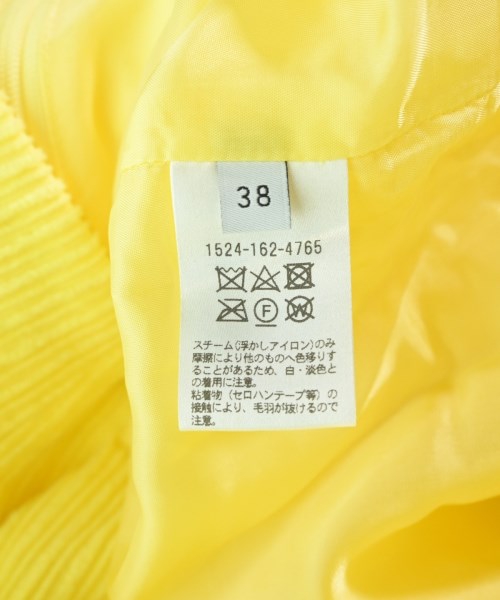 38
1524-162-4765
F W
スチーム(浮かしアイロン)のみ
摩擦により他のものへ色移りす
ることがあるため、白・淡色と
の着用に注意。
粘着物(セロハンテープ等)の
接触により、毛羽が抜けるので
注意。